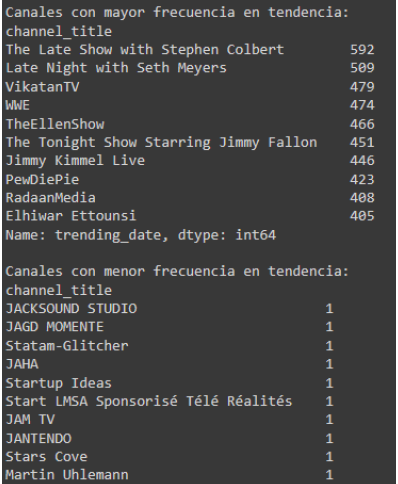 Canales con mayor frecuencia en tendencia:
channel_title
The Late Show with Stephen Colbert 592
Late Night with Seth Meyers 509
VikatanTV 479
WWE 474
TheEllenShow 466
The Tonight Show Starring Jimmy Fallon 451
Jimmy Kimmel Live 446
PewDiePie 423
RadaanMedia 408
Elhiwar Ettounsi 405
Name: trending_date, dtype: int64
Canales con menor frecuencia en tendencia:
channel_title
JACKSOUND STUDIO 1
JAGD MOMENTE 1
Statam-Glitcher 1
JAHA 1
Startup Ideas 1
Start LMSA Sponsorisé Télé Réalités 1
JAM TV 1
JANTENDO 1
Stars Cove 1
Martin Uhlemann 1